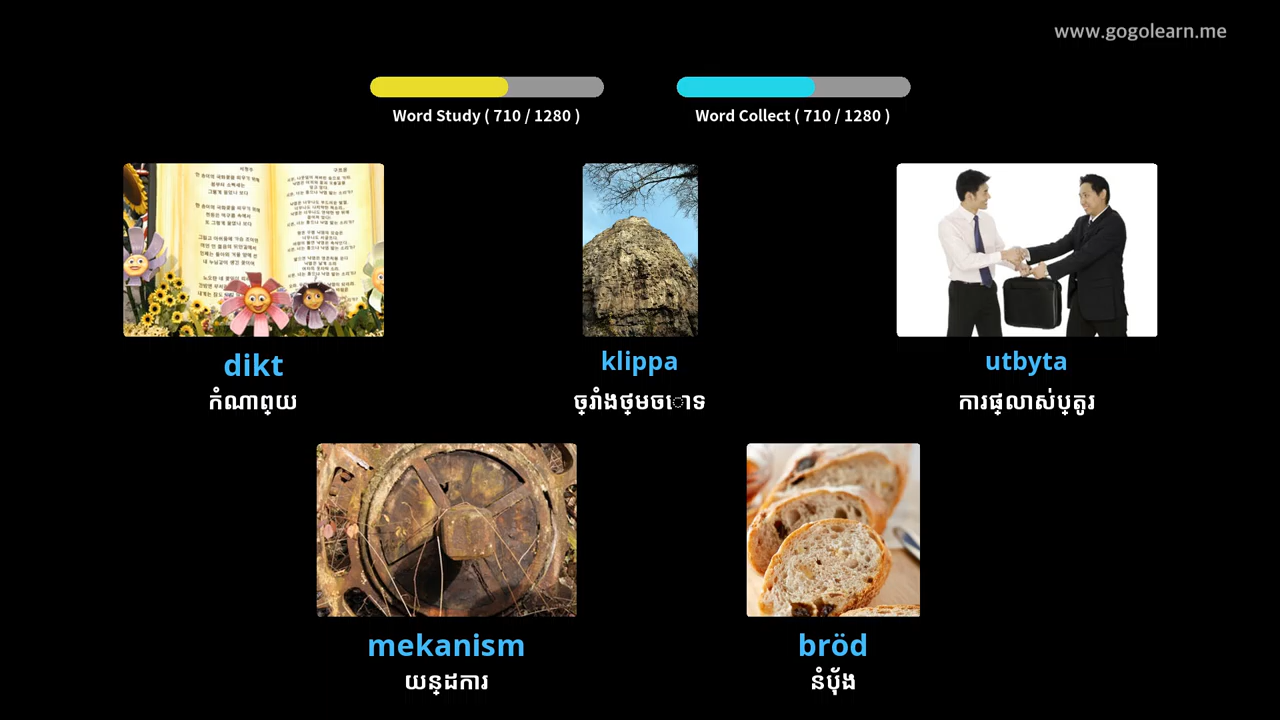 www.gogolearn.me
Word Study ( 710 / 1280 )
Word Collect ( 710 / 1280 )
dikt
កំណាព្យ
klippa
ច្រាំងថ្មចោទ
utbyta
ការផ្លាស់ប្តូរ
mekanism
យន្ដការ
bröd
នំបុ័ង